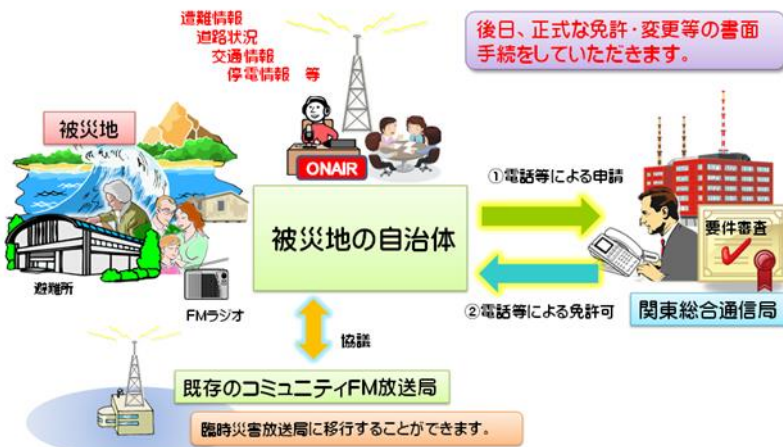 遭難情報
道路状況
交通情報
停電情報 等
後日、正式な免許・変更等の書面
手続をしていただきます。
被災地
ONAIR
①電話等による申請
被災地の自治体
要件審査
避難所
FMラジオ
②電話等による免許可
関東総合通信局
協議
既存のコミュニティFM放送局
臨時災害放送局に移行することができます。